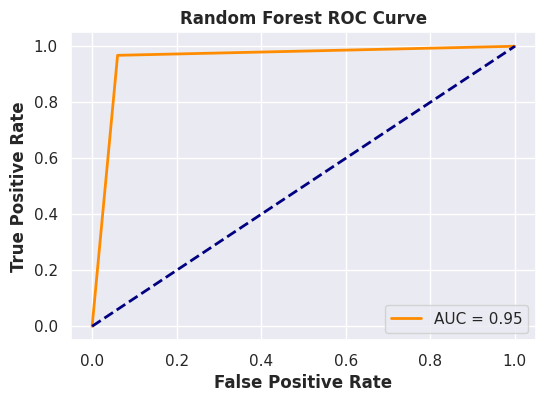 Random Forest ROC Curve
True Positive Rate
1.0
0.8
0.6
0.4
0.2
0.0
AUC = 0.95
0.0 0.2 0.4 0.6 0.8 1.0
False Positive Rate